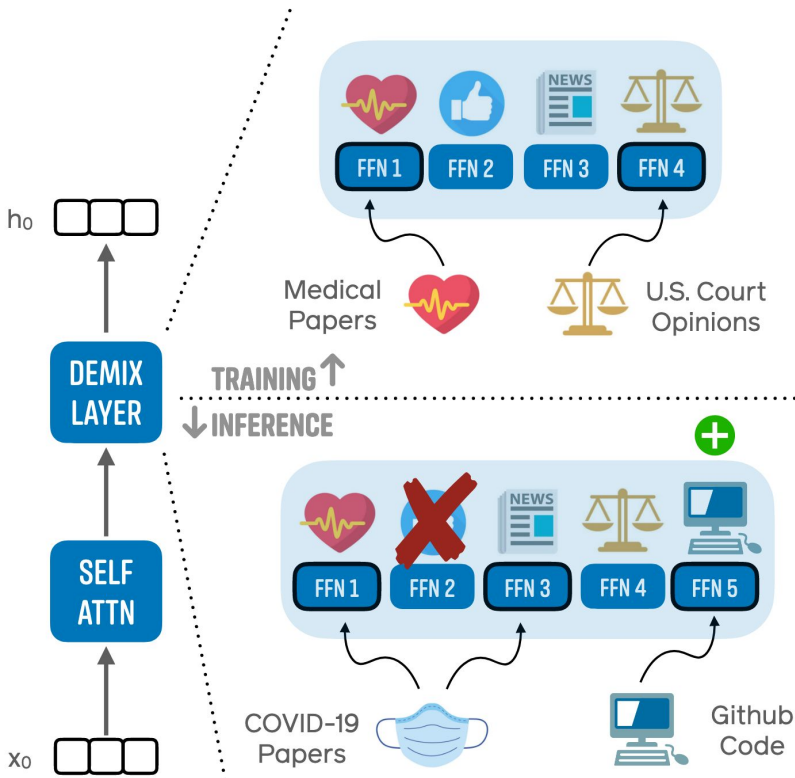 NEWS
FFN 1
FFN 2
FFN 3
FFN 4
h₀
Medical
Papers
U.S. Court
Opinions
DEMIX
LAYER
TRAINING ↑
↓ INFERENCE
NEWS
FFN 1
FFN 2
FFN 3
FFN 4
FFN 5
SELF
ATTN
COVID-19
Papers
Github
Code
x₀